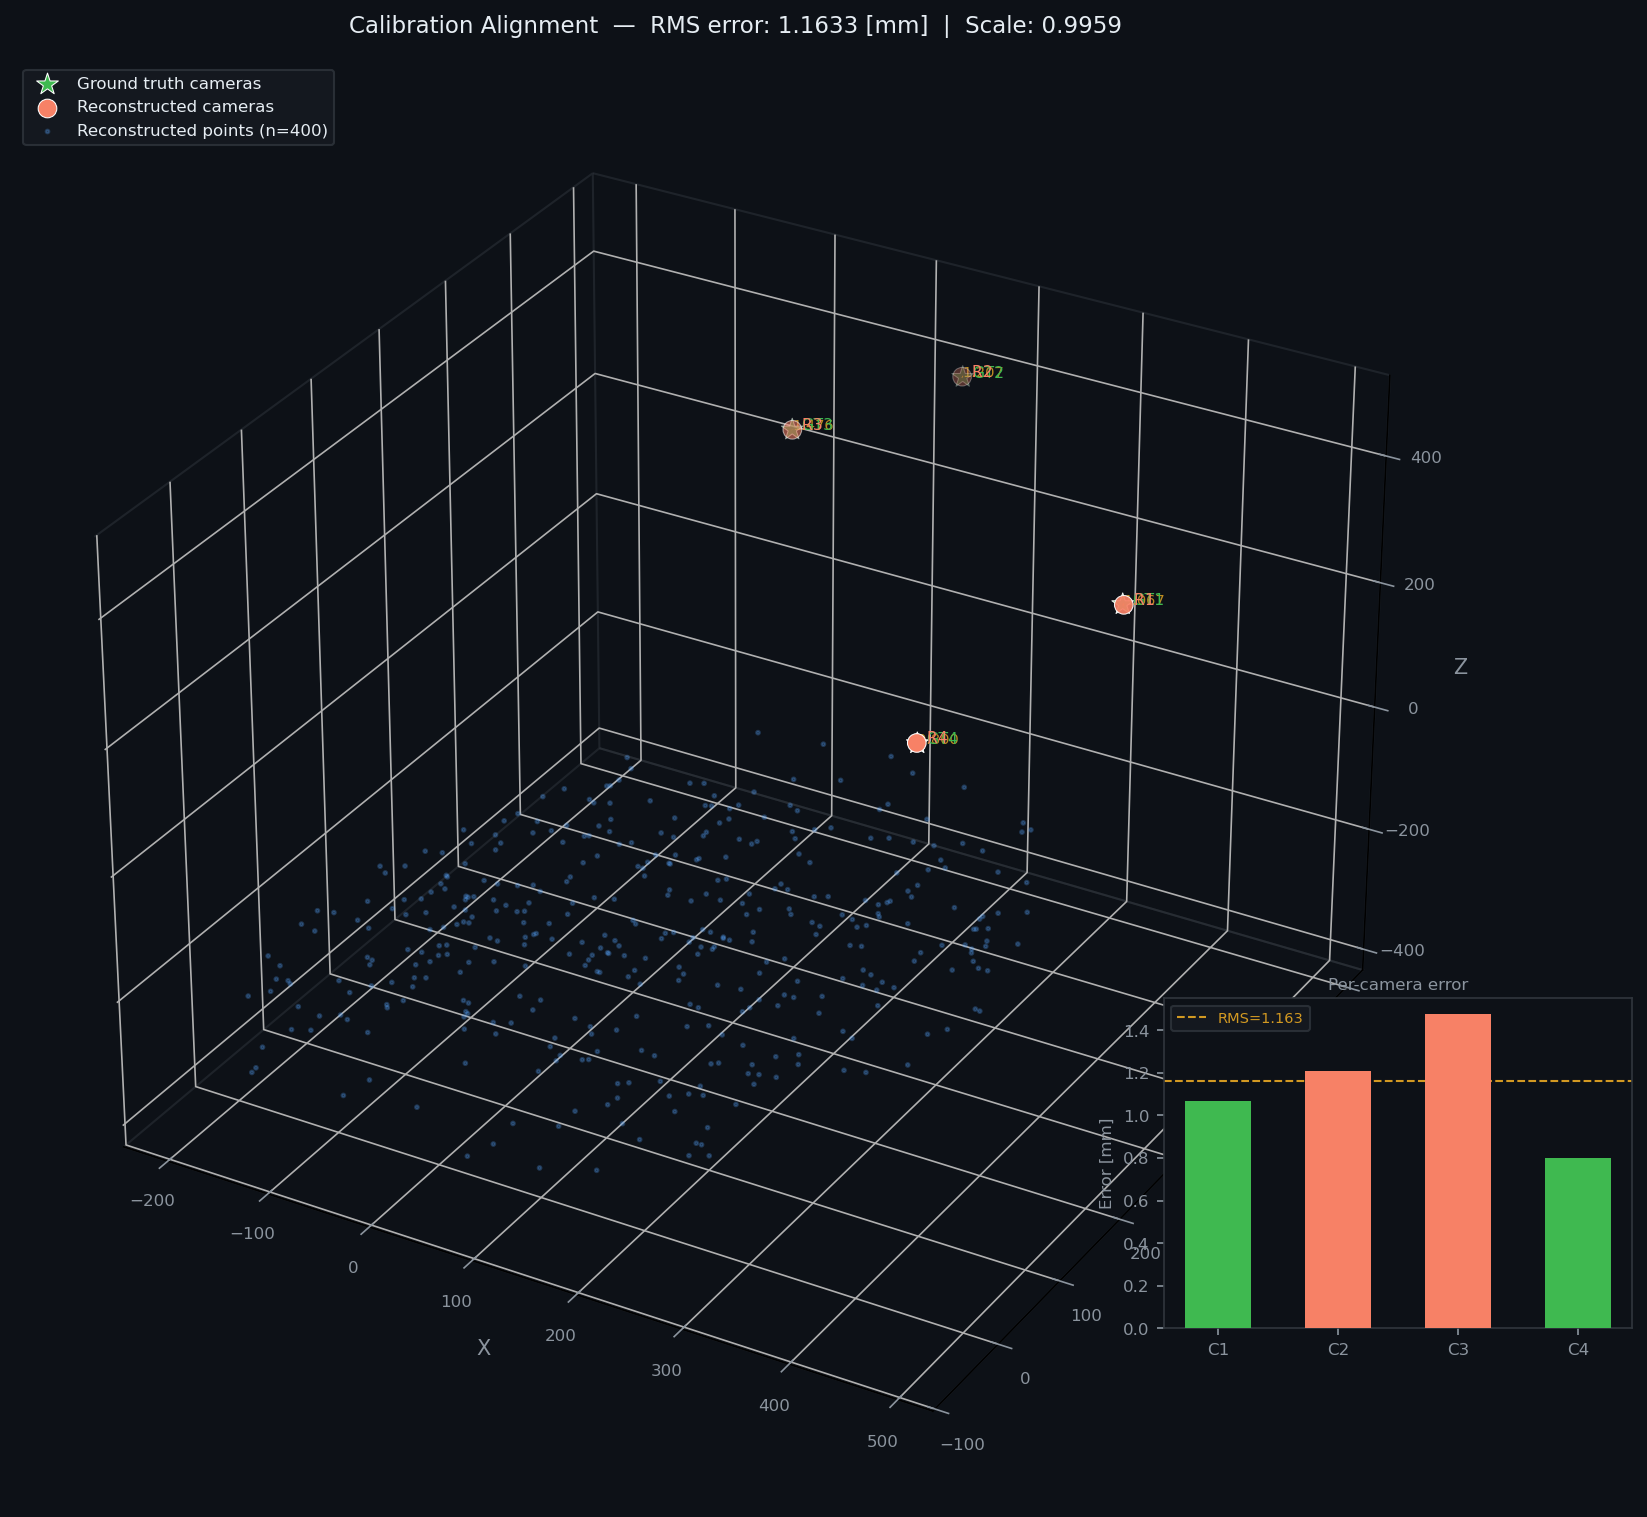 Calibration Alignment — RMS error: 1.1633 [mm] | Scale: 0.9959
Ground truth cameras
Reconstructed cameras
Reconstructed points (n=400)
400
200
0
−200
−400
Z
−200
−100
0
100
200
300
400
500
X
−100
0
100
200
Per-camera error
RMS=1.163
1.4
1.2
1.0
0.8
0.6
0.4
0.2
0.0
Error [mm]
C1
C2
C3
C4